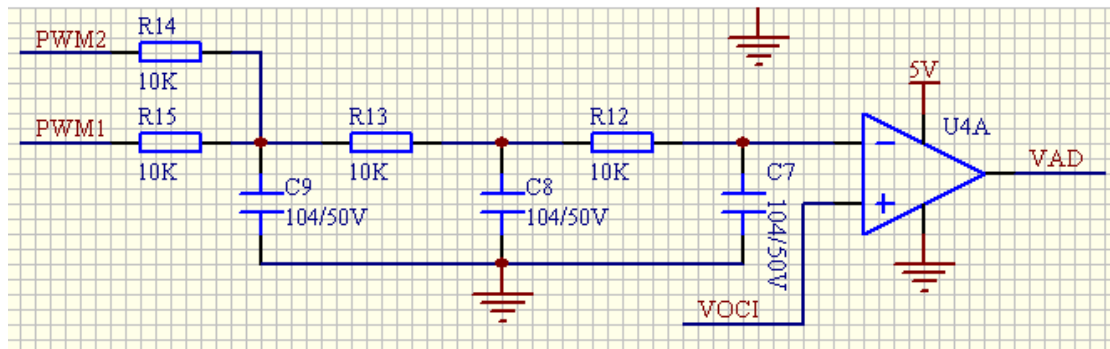 R14
PWM2
10K
5V
R15
R13
R12
U4A
PWM1
10K
10K
10K
VAD
C9
104/50V
C8
104/50V
C7
104/50V
VOCI